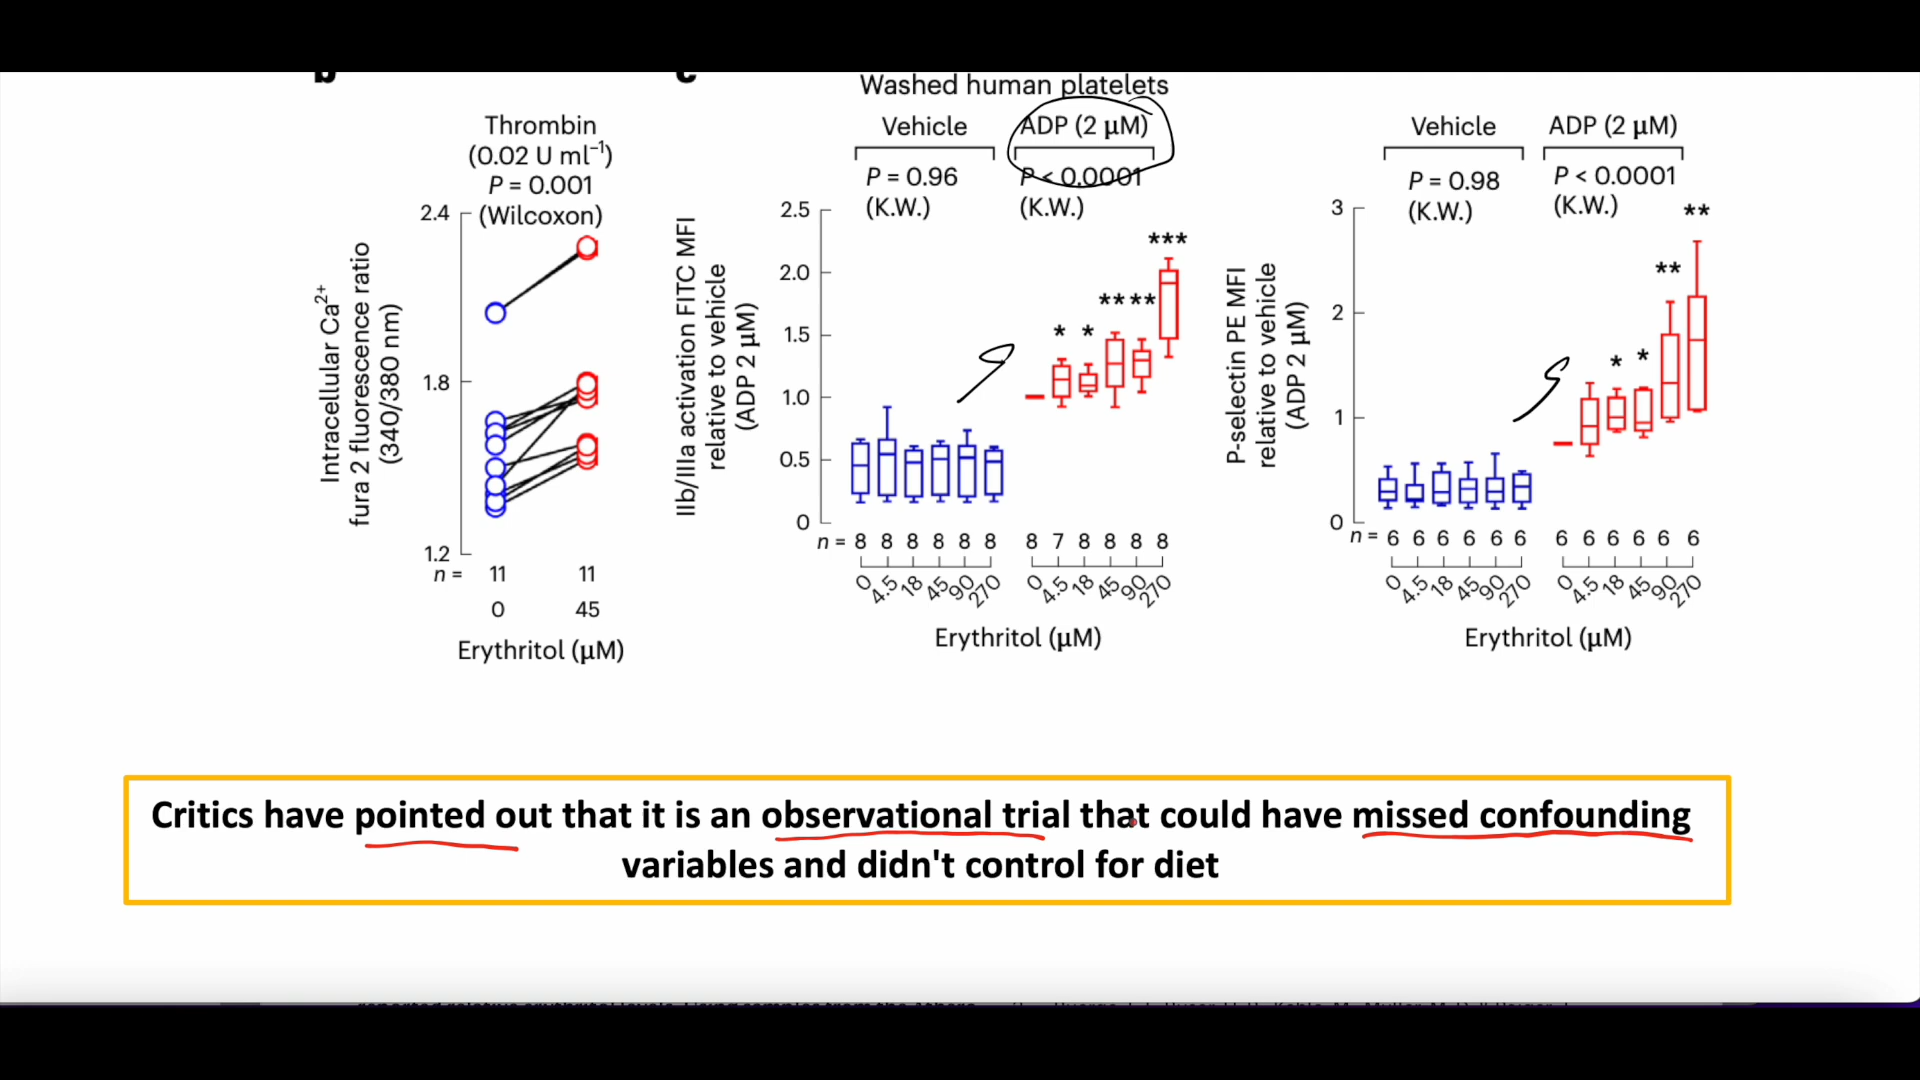 Washed human platelets
Thrombin
(0.02 U ml⁻¹)
P = 0.001
(Wilcoxon)
Intracellular Ca²⁺
fura 2 fluorescence ratio
(340/380 nm)
2.4
1.8
1.2
n = 11 11
0 45
Erythritol (μM)
c
Vehicle ADP (2 μM)
P = 0.96 P < 0.0001
(K.W.) (K.W.)
IIb/IIIa activation FITC MFI
relative to vehicle
(ADP 2 μM)
2.5
2.0
1.5
1.0
0.5
0
* * ** ** ***
n = 8 8 8 8 8 8 8 7 8 8 8 8
0 4.5 18 45 90 270 0 4.5 18 45 90 270
Erythritol (μM)
Vehicle ADP (2 μM)
P = 0.98 P < 0.0001
(K.W.) (K.W.)
P-selectin PE MFI
relative to vehicle
(ADP 2 μM)
3
2
1
0
* * ** **
n = 6 6 6 6 6 6 6 6 6 6 6 6
0 4.5 18 45 90 270 0 4.5 18 45 90 270
Erythritol (μM)
Critics have pointed out that it is an observational trial that could have missed confounding
variables and didn't control for diet